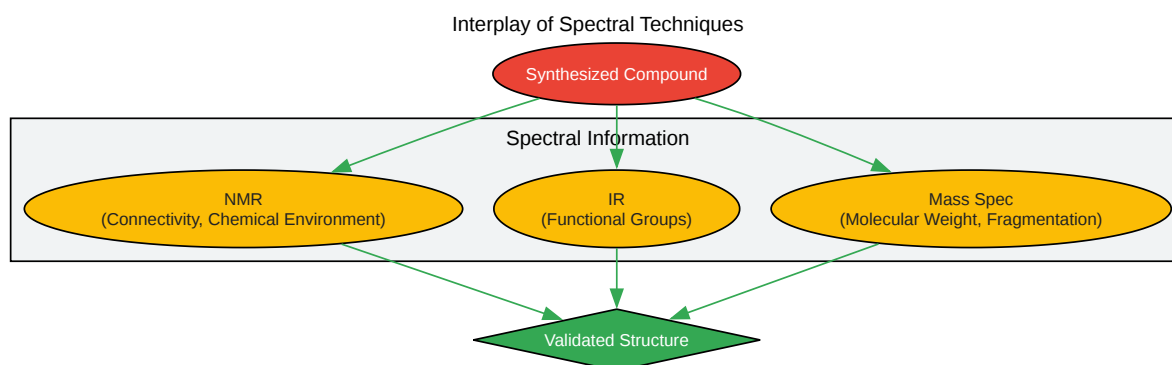 Interplay of Spectral Techniques
Synthesized Compound
Spectral Information
NMR
(Connectivity, Chemical Environment)
IR
(Functional Groups)
Mass Spec
(Molecular Weight, Fragmentation)
Validated Structure